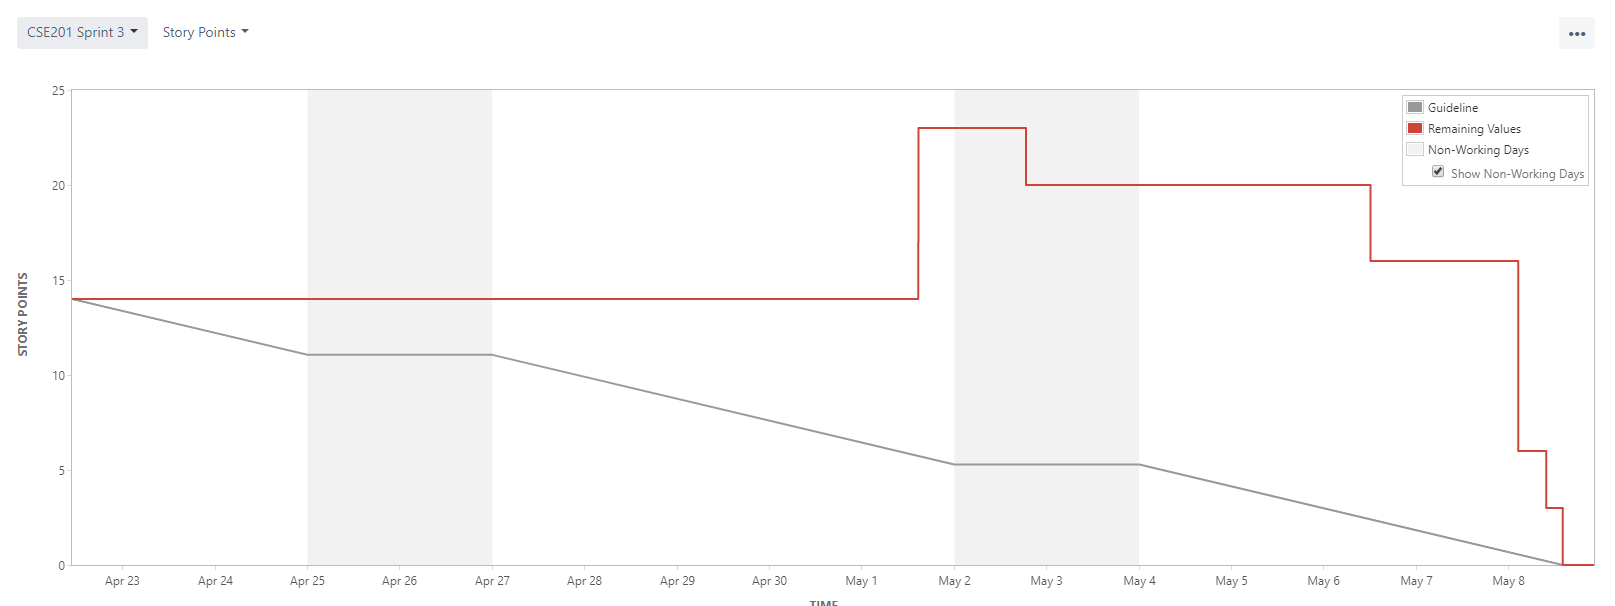 CSE201 Sprint 3 Story Points
25
Guideline
Remaining Values
Non-Working Days
Show Non-Working Days
20
15
10
5
0
STORY POINTS
Apr 23 Apr 24 Apr 25 Apr 26 Apr 27 Apr 28 Apr 29 Apr 30 May 1 May 2 May 3 May 4 May 5 May 6 May 7 May 8
TIME